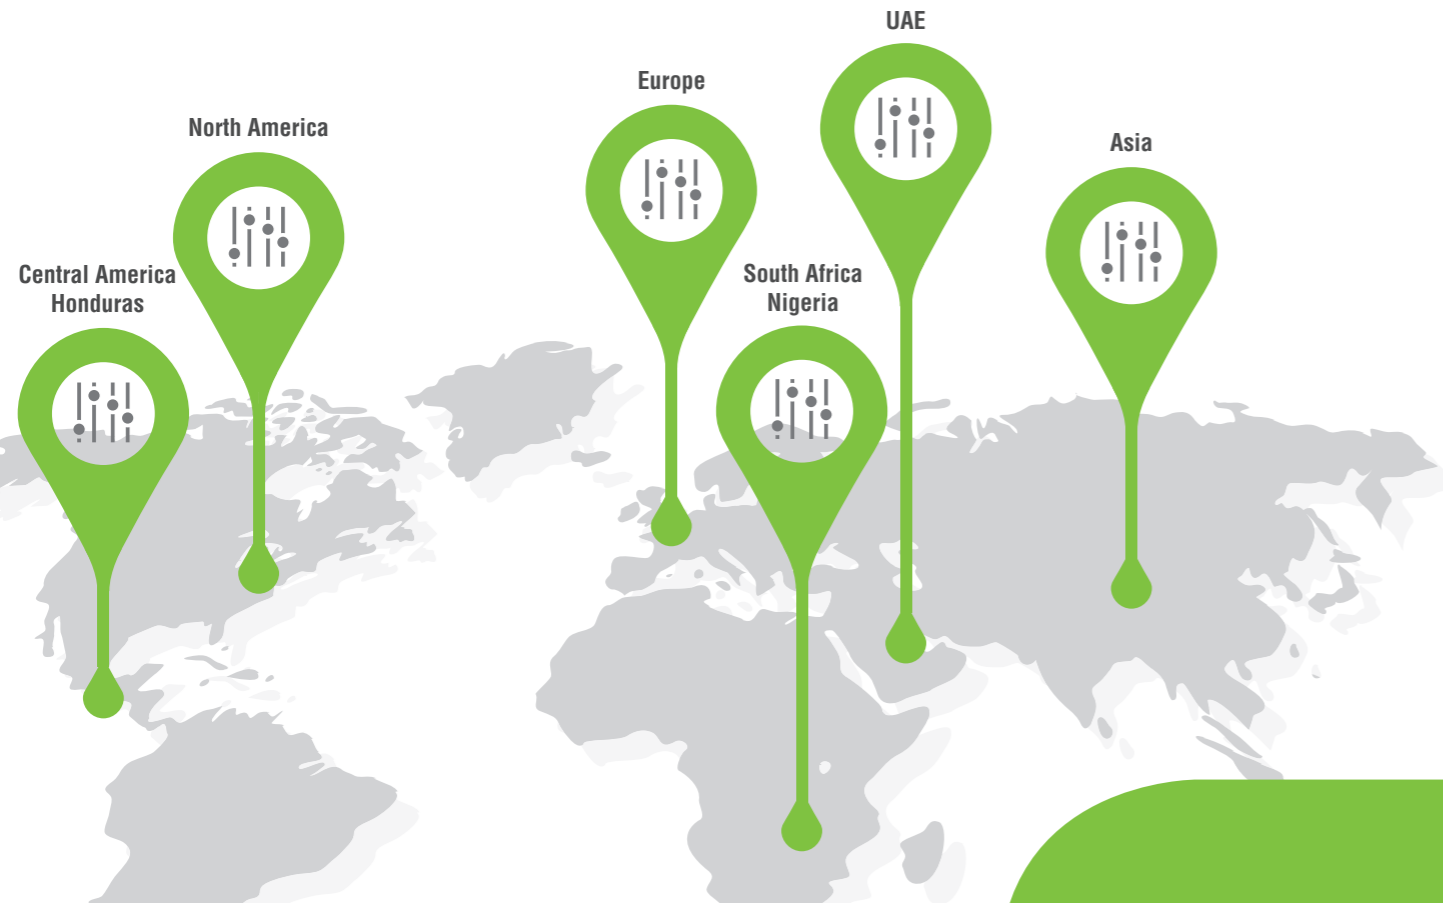 UAE
Europe
North America
Asia
Central America
Honduras
South Africa
Nigeria